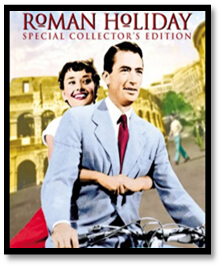 ROMAN HOLIDAY
SPECIAL COLLECTOR'S EDITION